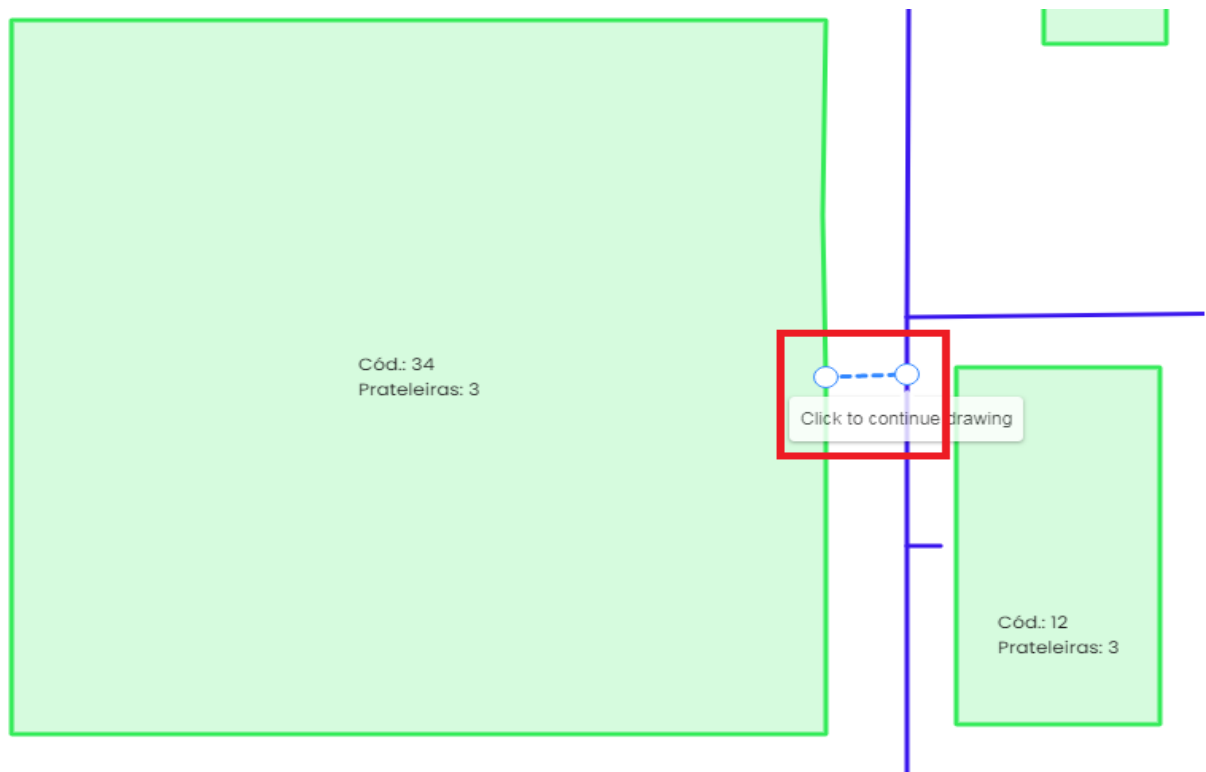 Cód.: 34
Prateleiras: 3
Click to continue drawing
Cód.: 12
Prateleiras: 3